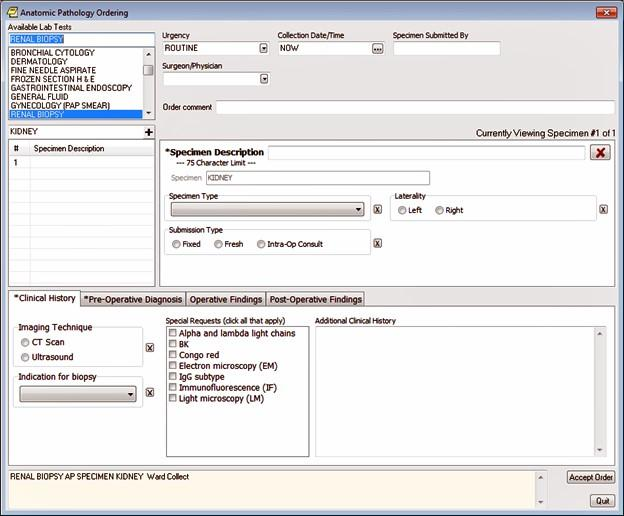 Anatomic Pathology Ordering
Available Lab Tests
RENAL BIOPSY
BRONCHIAL CYTOLOGY
DERMATOLOGY
FINE NEEDLE ASPIRATE
FROZEN SECTION H & E
GASTROINTESTINAL ENDOSCOPY
GENERAL FLUID
GYNECOLOGY (PAP SMEAR)
RENAL BIOPSY
Urgency
ROUTINE
Collection Date/Time
NOW
...
Specimen Submitted By
Surgeon/Physician
Order comment
KIDNEY
+
Currently Viewing Specimen #1 of 1
# Specimen Description
1
*Specimen Description
--- 75 Character Limit ---
X
Specimen KIDNEY
Specimen Type
X
Laterality
Left Right
X
Submission Type
Fixed Fresh Intra-Op Consult
X
*Clinical History *Pre-Operative Diagnosis Operative Findings Post-Operative Findings
Imaging Technique
CT Scan
Ultrasound
X
Indication for biopsy
X
Special Requests (click all that apply)
Alpha and lambda light chains
BK
Congo red
Electron microscopy (EM)
IgG subtype
Immunofluorescence (IF)
Light microscopy (LM)
Additional Clinical History
RENAL BIOPSY AP SPECIMEN KIDNEY Ward Collect
Accept Order
Quit